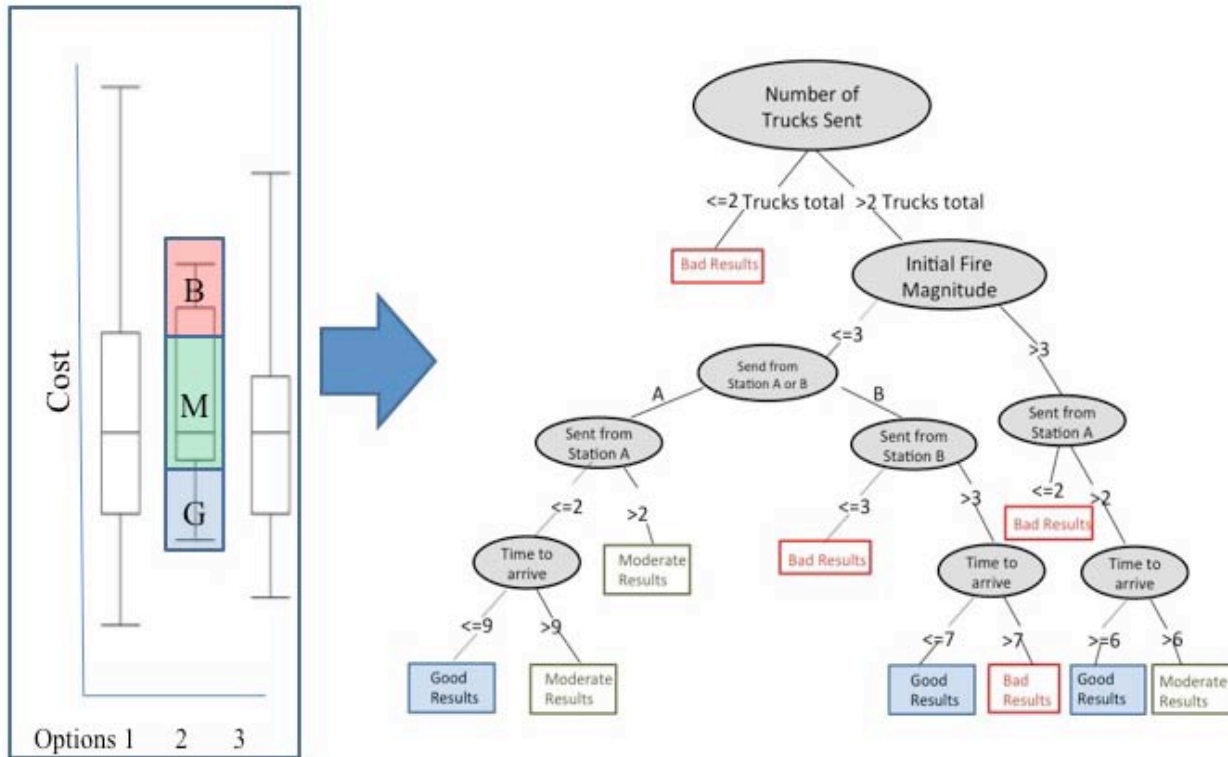 Cost
B
M
G
Options 1 2 3
Number of
Trucks Sent
<=2 Trucks total
>2 Trucks total
Bad Results
Initial Fire
Magnitude
<=3
>3
Send from
Station A or B
A
B
Sent from
Station A
Sent from
Station B
Sent from
Station A
<=2
>2
<=3
>3
<=2
>2
Bad Results
Time to
arrive
Moderate
Results
Bad Results
Time to
arrive
Time to
arrive
<=9
>9
<=7
>7
>=6
>6
Good
Results
Moderate
Results
Good
Results
Bad
Results
Good
Results
Moderate
Results